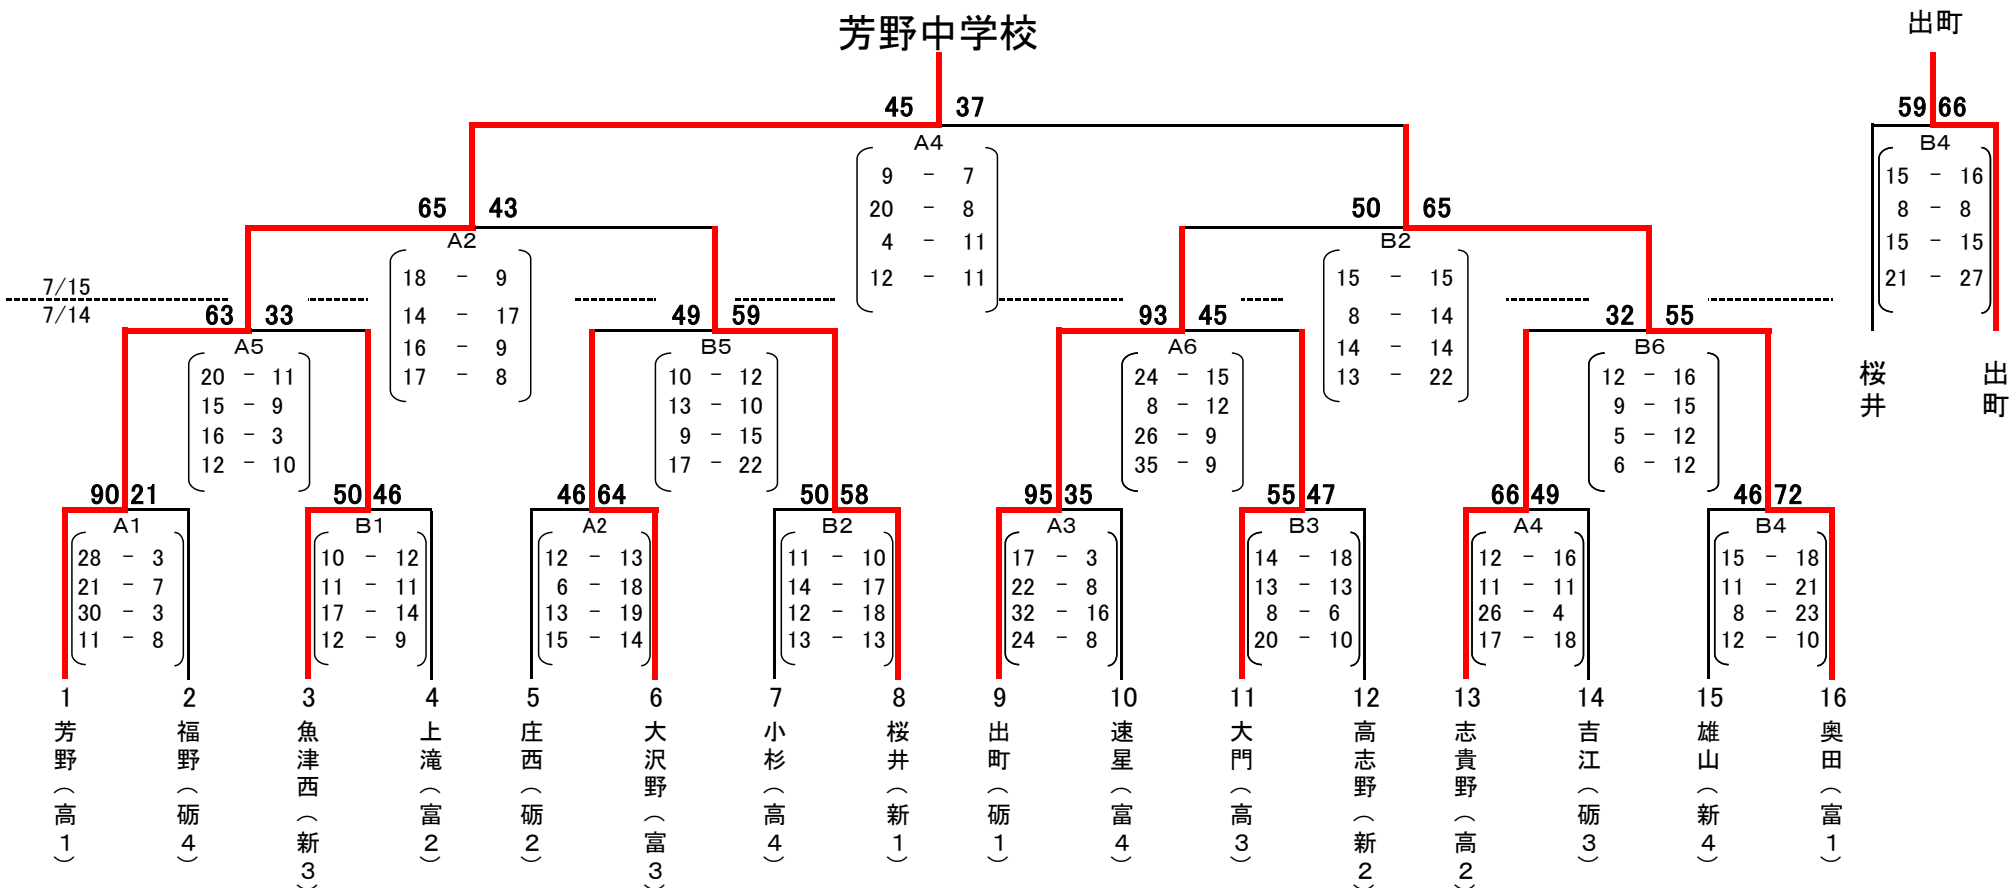 芳野中学校
出町
45 37
59 66
A4
9 - 7
20 - 8
4 - 11
12 - 11
B4
15 - 16
8 - 8
15 - 15
21 - 27
桜井
出町
65 43
A2
18 - 9
14 - 17
16 - 9
17 - 8
50 65
B2
15 - 15
8 - 14
14 - 14
13 - 22
7/15
7/14
63 33
A5
20 - 11
15 - 9
16 - 3
12 - 10
49 59
B5
10 - 12
13 - 10
9 - 15
17 - 22
93 45
A6
24 - 15
8 - 12
26 - 9
35 - 9
32 55
B6
12 - 16
9 - 15
5 - 12
6 - 12
90 21
A1
28 - 3
21 - 7
30 - 3
11 - 8
50 46
B1
10 - 12
11 - 11
17 - 14
12 - 9
46 64
A2
12 - 13
6 - 18
13 - 19
15 - 14
50 58
B2
11 - 10
14 - 17
12 - 18
13 - 13
95 35
A3
17 - 3
22 - 8
32 - 16
24 - 8
55 47
B3
14 - 18
13 - 13
8 - 6
20 - 10
66 49
A4
12 - 16
11 - 11
26 - 4
17 - 18
46 72
B4
15 - 18
11 - 21
8 - 23
12 - 10
1
芳野(高1)
2
福野(砺4)
3
魚津西(新3)
4
上滝(富2)
5
庄西(砺2)
6
大沢野(富3)
7
小杉(高4)
8
桜井(新1)
9
出町(砺1)
10
速星(富4)
11
大門(高3)
12
高志野(新2)
13
志貴野(高2)
14
吉江(砺3)
15
雄山(新4)
16
奥田(富1)